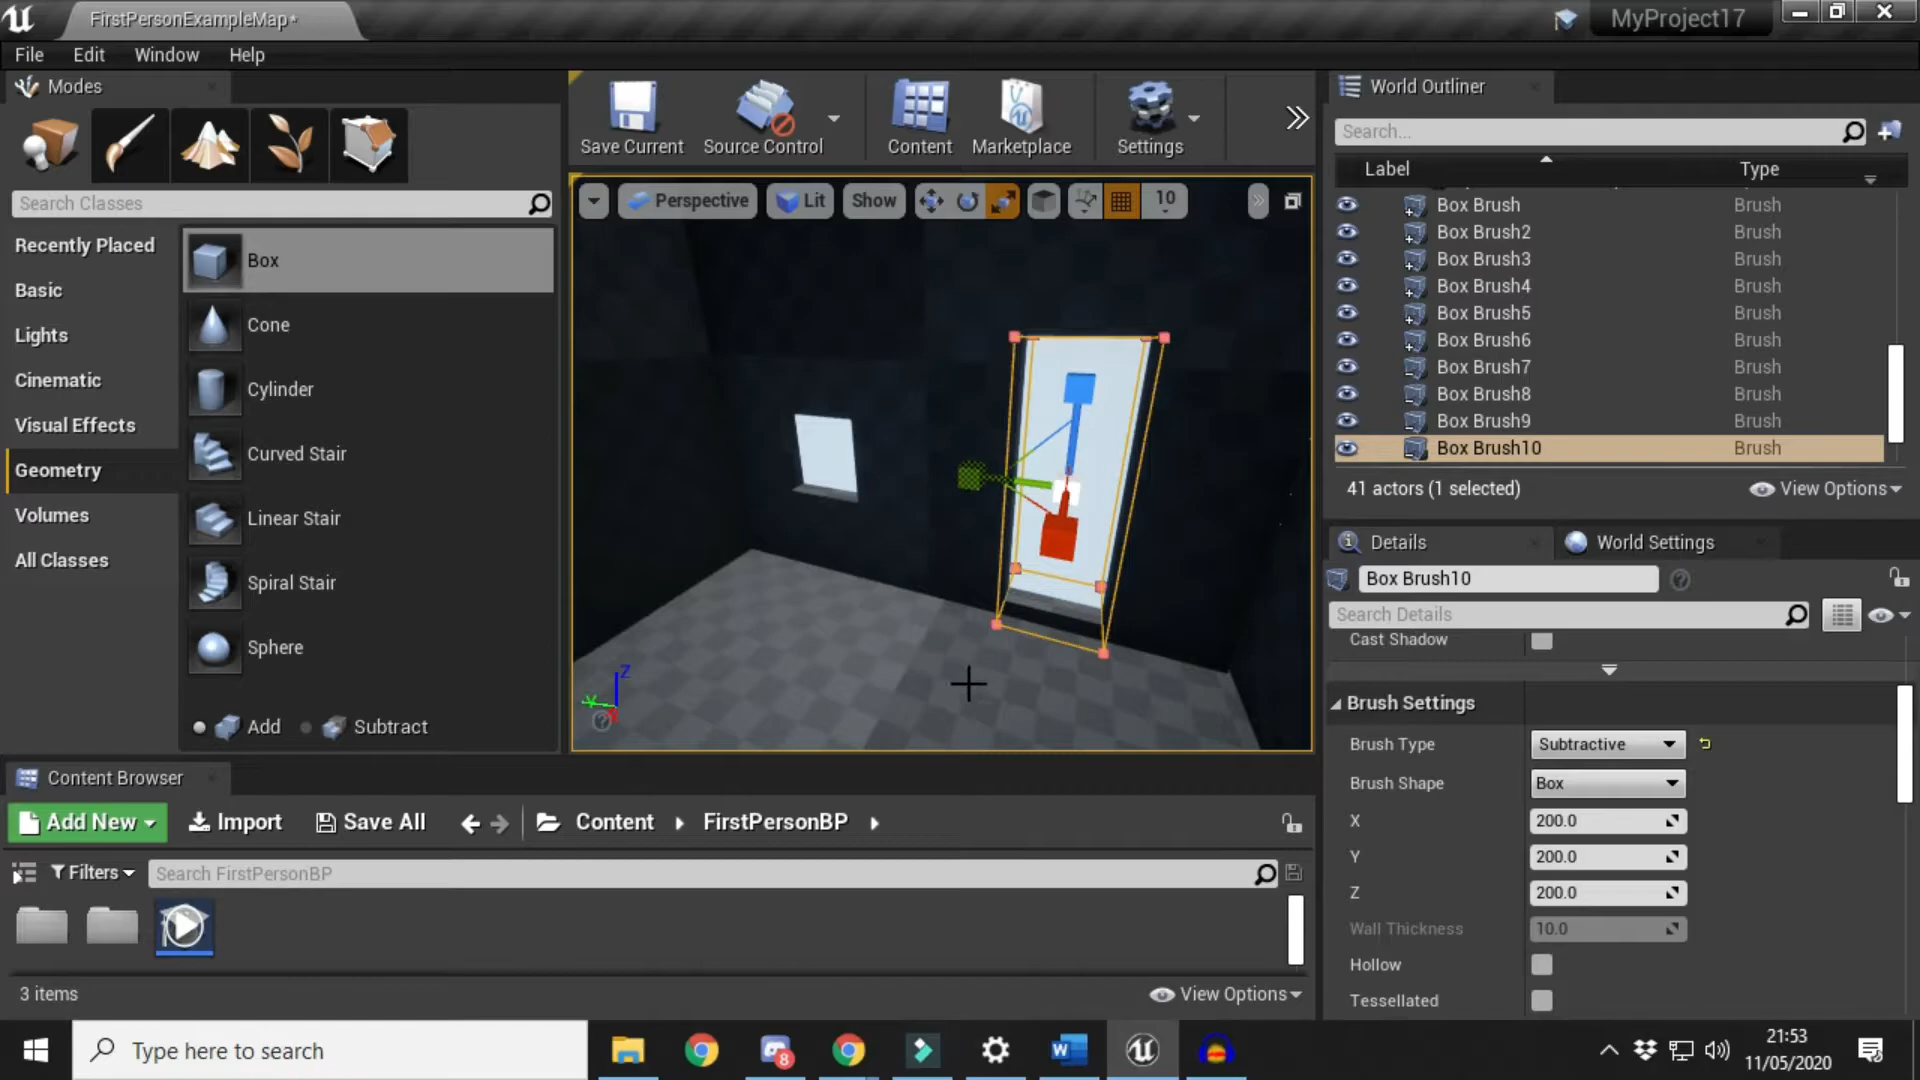 FirstPersonExampleMap*
MyProject17
File Edit Window Help
Modes
Search Classes
Recently Placed
Basic
Lights
Cinematic
Visual Effects
Geometry
Volumes
All Classes
Box
Cone
Cylinder
Curved Stair
Linear Stair
Spiral Stair
Sphere
Add Subtract
Save Current Source Control Content Marketplace Settings
Perspective Lit Show 10
Z
World Outliner
Search...
Label Type
Box Brush Brush
Box Brush2 Brush
Box Brush3 Brush
Box Brush4 Brush
Box Brush5 Brush
Box Brush6 Brush
Box Brush7 Brush
Box Brush8 Brush
Box Brush9 Brush
Box Brush10 Brush
41 actors (1 selected) View Options
Details World Settings
Box Brush10
Search Details
Cast Shadow
Brush Settings
Brush Type Subtractive
Brush Shape Box
X 200.0
Y 200.0
Z 200.0
Wall Thickness 10.0
Hollow
Tessellated
Content Browser
Add New Import Save All Content FirstPersonBP
Filters Search FirstPersonBP
3 items View Options
Type here to search
8
21:53
11/05/2020